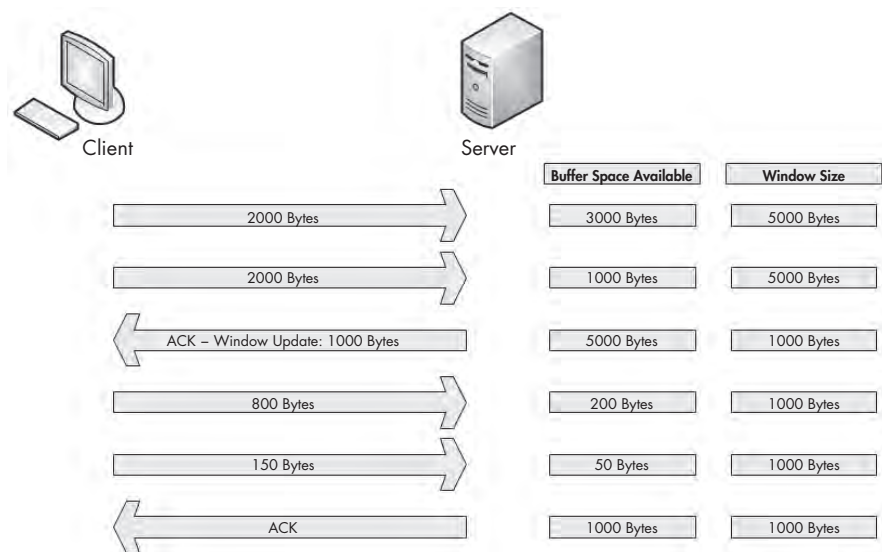 Client
Server
Buffer Space Available Window Size
2000 Bytes 3000 Bytes 5000 Bytes
2000 Bytes 1000 Bytes 5000 Bytes
ACK – Window Update: 1000 Bytes 5000 Bytes 1000 Bytes
800 Bytes 200 Bytes 1000 Bytes
150 Bytes 50 Bytes 1000 Bytes
ACK 1000 Bytes 1000 Bytes